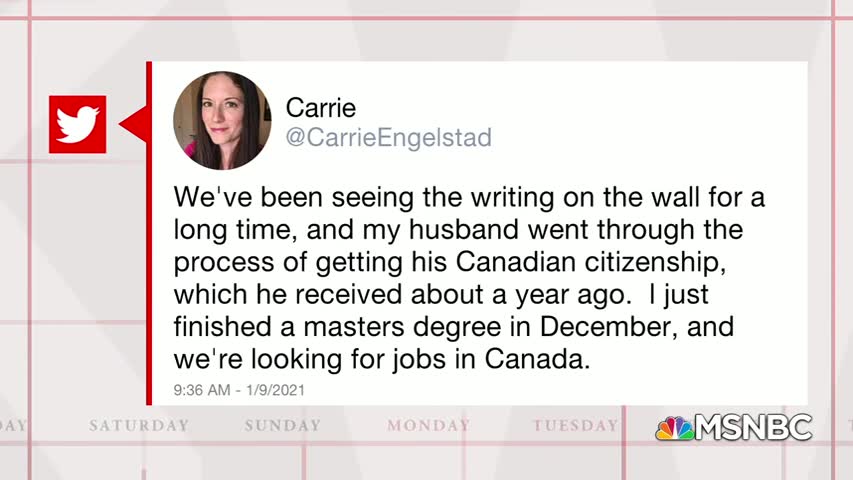 Carrie
@CarrieEngelstad
We've been seeing the writing on the wall for a
long time, and my husband went through the
process of getting his Canadian citizenship,
which he received about a year ago.  I just
finished a masters degree in December, and
we're looking for jobs in Canada.
9:36 AM - 1/9/2021
AY SATURDAY SUNDAY MONDAY TUESDAY
MSNBC